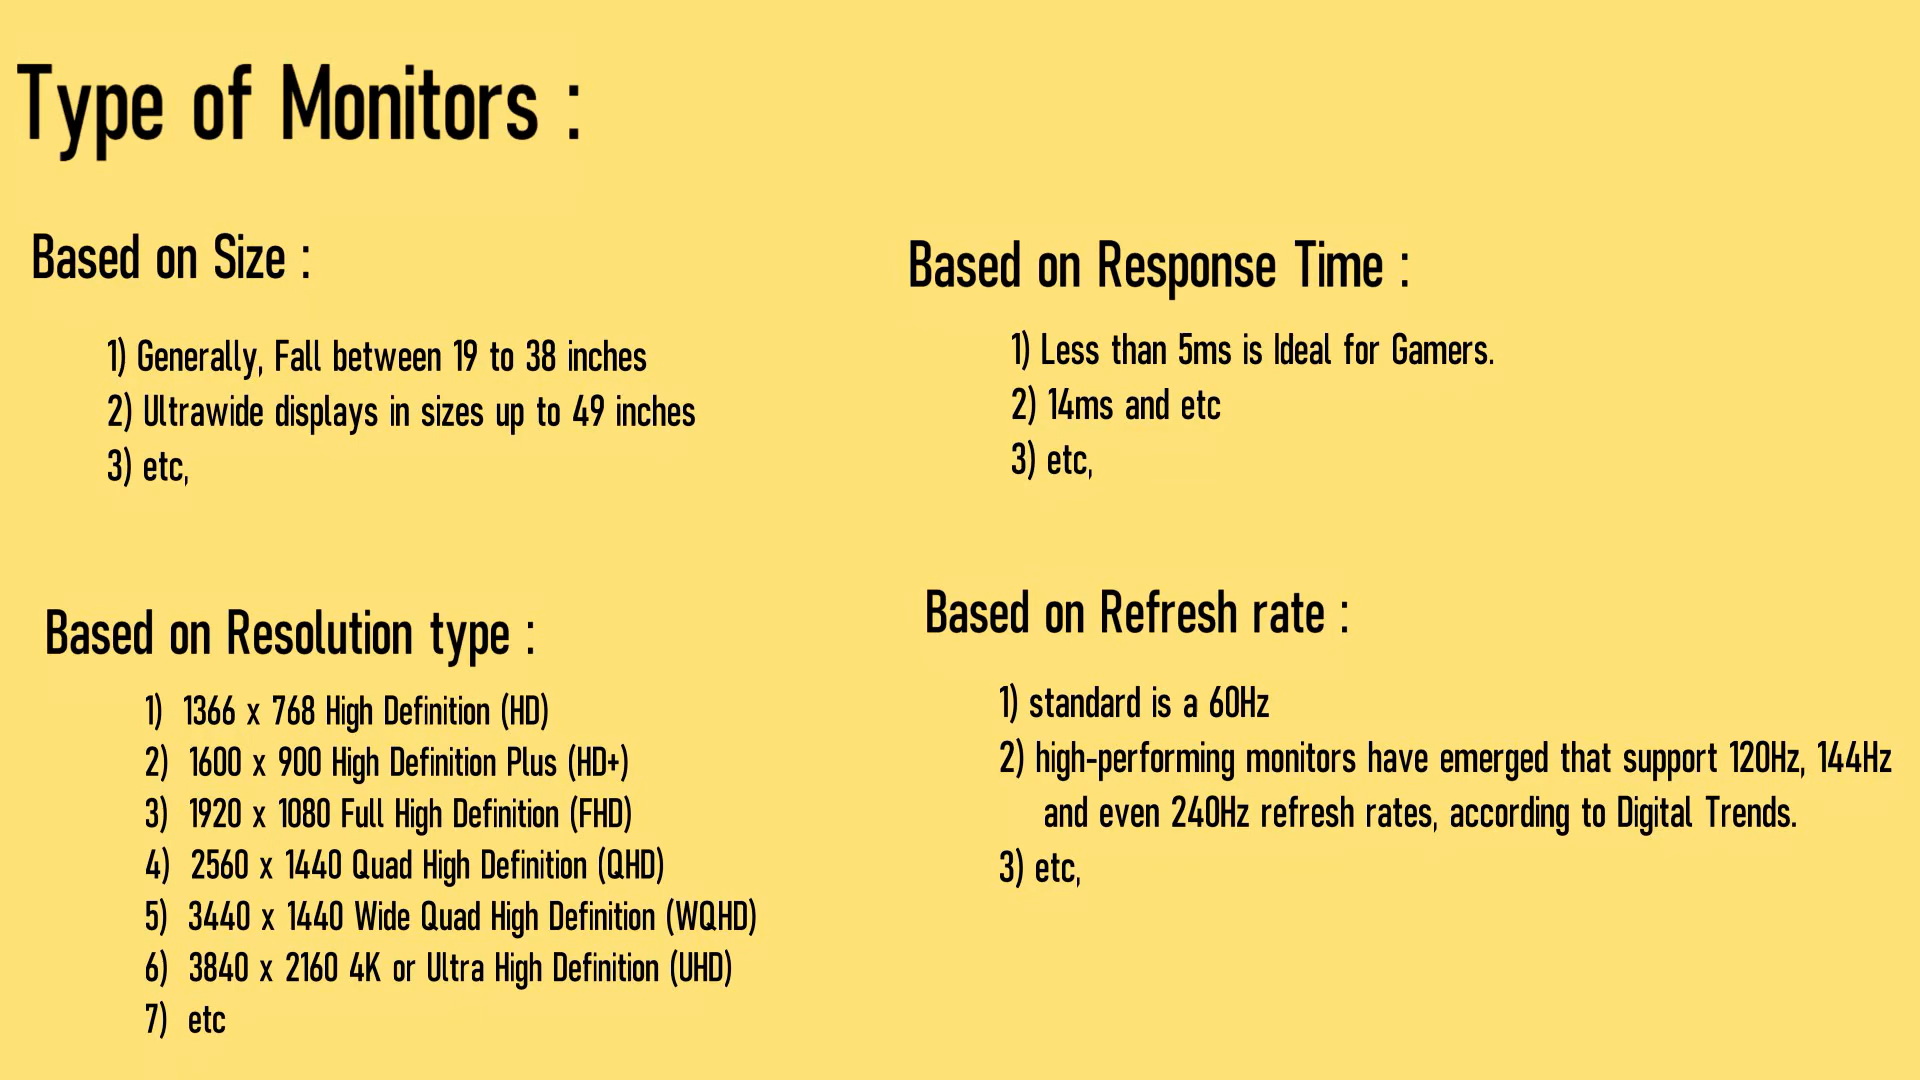 Type of Monitors :
Based on Size :
1) Generally, Fall between 19 to 38 inches
2) Ultrawide displays in sizes up to 49 inches
3) etc,
Based on Resolution type :
1) 1366 x 768 High Definition (HD)
2) 1600 x 900 High Definition Plus (HD+)
3) 1920 x 1080 Full High Definition (FHD)
4) 2560 x 1440 Quad High Definition (QHD)
5) 3440 x 1440 Wide Quad High Definition (WQHD)
6) 3840 x 2160 4K or Ultra High Definition (UHD)
7) etc
Based on Response Time :
1) Less than 5ms is Ideal for Gamers.
2) 14ms and etc
3) etc,
Based on Refresh rate :
1) standard is a 60Hz
2) high-performing monitors have emerged that support 120Hz, 144Hz
and even 240Hz refresh rates, according to Digital Trends.
3) etc,